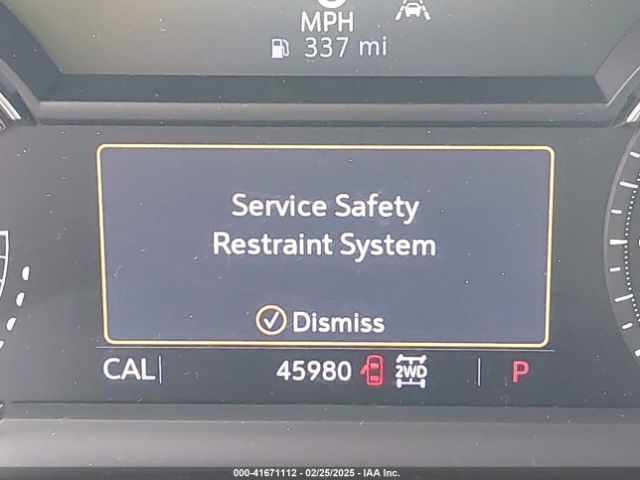 MPH
337 mi
Service Safety
Restraint System
Dismiss
CAL 45980 2WD P
000-41671112 - 02/25/2025 - IAA Inc.